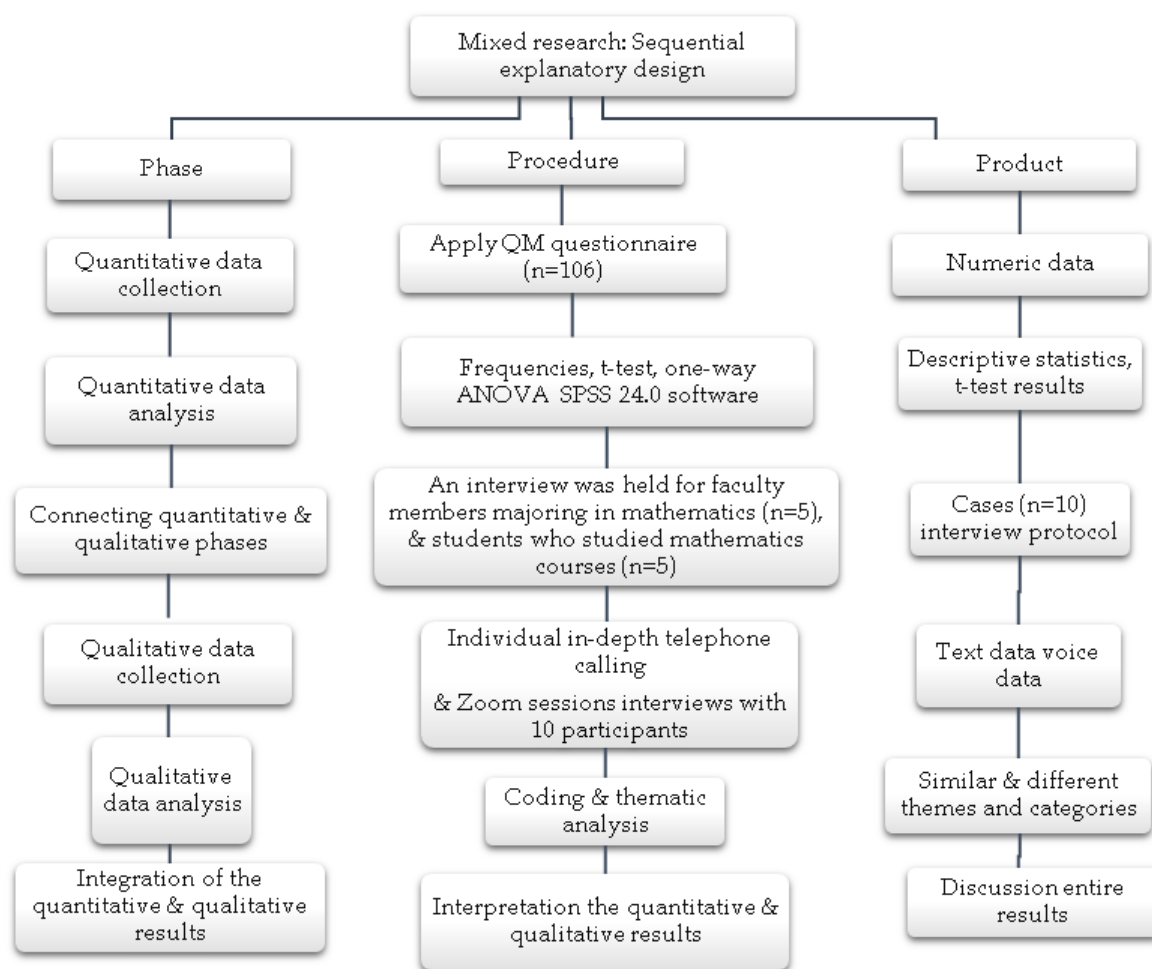 Mixed research: Sequential
explanatory design
Phase
Procedure
Product
Quantitative data
collection
Apply QM questionnaire
(n=106)
Numeric data
Quantitative data
analysis
Frequencies, t-test, one-way
ANOVA SPSS 24.0 software
Descriptive statistics,
t-test results
Connecting quantitative &
qualitative phases
An interview was held for faculty
members majoring in mathematics (n=5),
& students who studied mathematics
courses (n=5)
Cases (n=10)
interview protocol
Qualitative data
collection
Individual in-depth telephone
calling
& Zoom sessions interviews with
10 participants
Text data voice
data
Qualitative
data analysis
Coding & thematic
analysis
Similar & different
themes and categories
Integration of the
quantitative & qualitative
results
Interpretation the quantitative &
qualitative results
Discussion entire
results